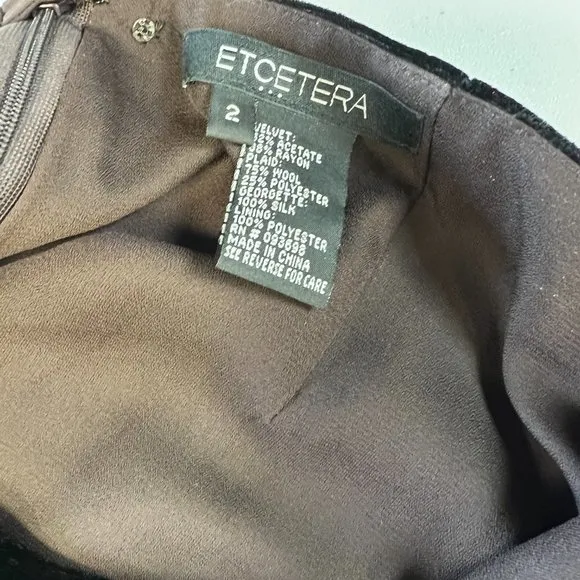 ETCETERA
2
VELVET:
12% ACETATE
88% RAYON
PLAID:
75% WOOL
25% POLYESTER
GEORGETTE:
100% SILK
LINING:
100% POLYESTER
RN # 093698
MADE IN CHINA
SEE REVERSE FOR CARE